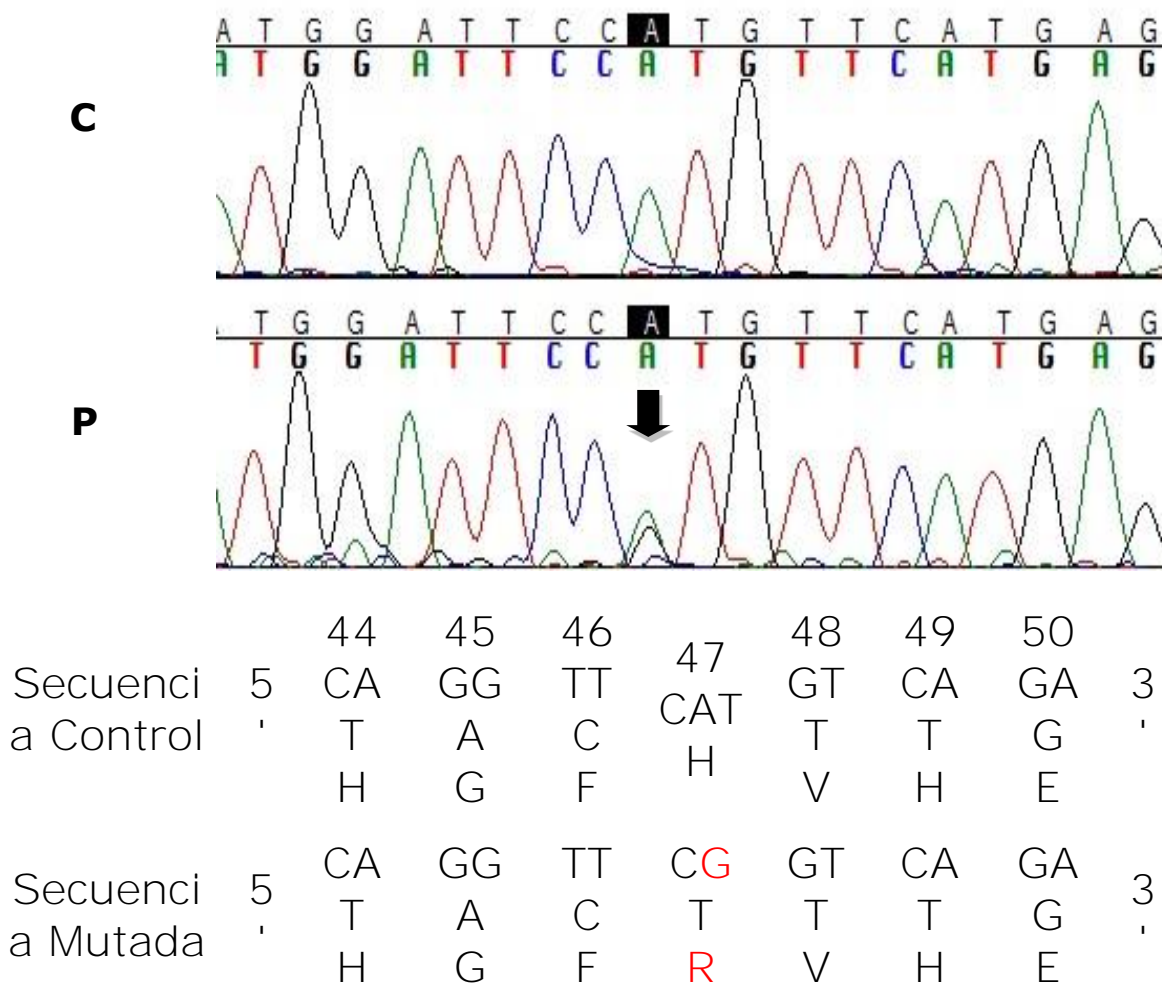 A T G G A T T C C A T G T T C A T G A G
A T G G A T T C C A T G T T C A T G A G
C
T G G A T T C C A T G T T C A T G A G
T G G A T T C C A T G T T C A T G A G
P
44 45 46 47 48 49 50
Secuenci 5 CA GG TT CAT GT CA GA 3
a Control ' T A C H T T G '
H G F V H E
Secuenci 5 CA GG TT CG GT CA GA 3
a Mutada ' T A C T T T G '
H G F R V H E